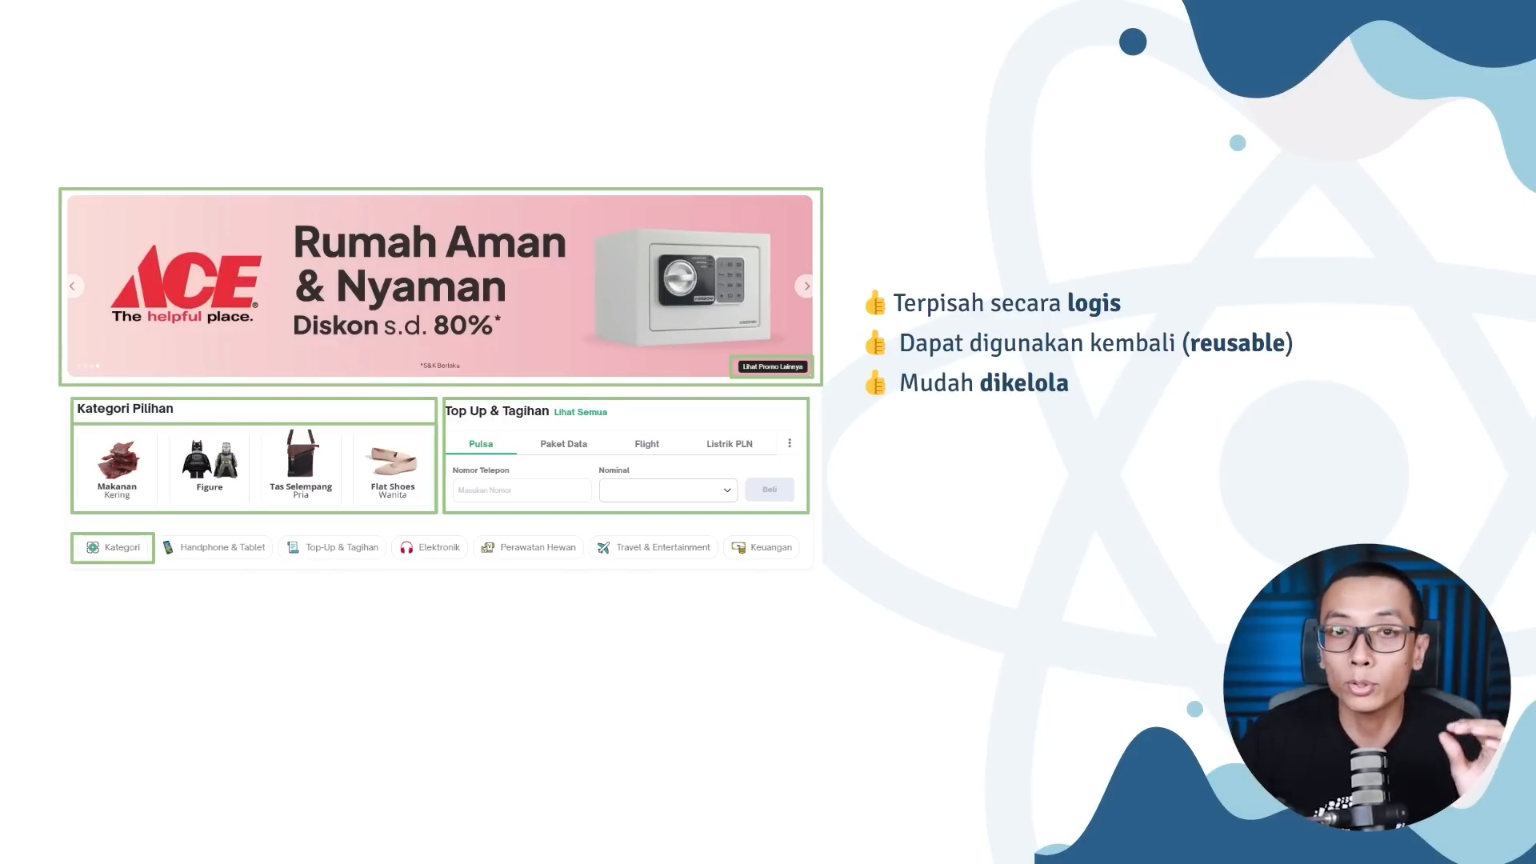 ACE
The helpful place.
Rumah Aman
& Nyaman
Diskon s.d. 80%*
*S&K Berlaku
Lihat Promo Lainnya
Kategori Pilihan
Makanan
Kering
Figure
Tas Selempang
Pria
Flat Shoes
Wanita
Top Up & Tagihan Lihat Semua
Pulsa Paket Data Flight Listrik PLN
Nomor Telepon Nominal
Masukan Nomor Beli
Kategori Handphone & Tablet Top-Up & Tagihan Elektronik Perawatan Hewan Travel & Entertainment Keuangan
👍 Terpisah secara logis
👍 Dapat digunakan kembali (reusable)
👍 Mudah dikelola